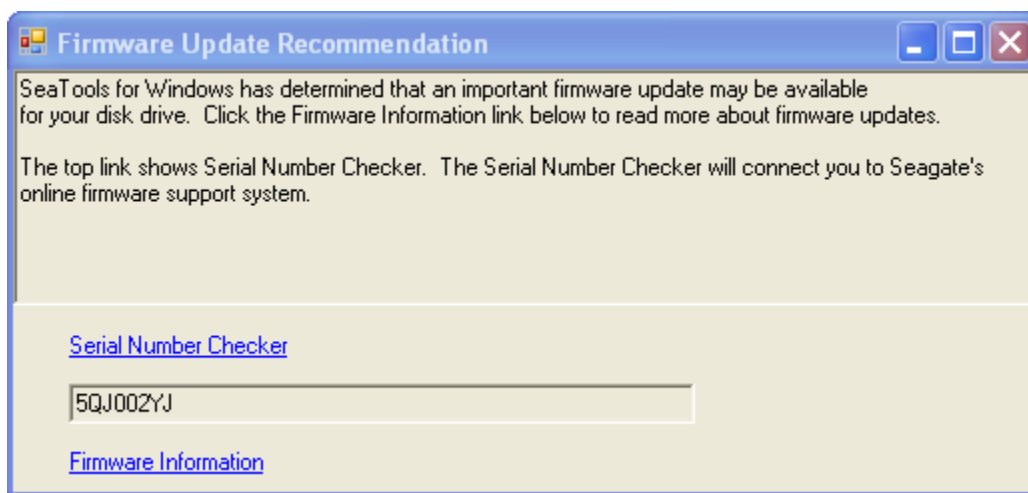 Firmware Update Recommendation
SeaTools for Windows has determined that an important firmware update may be available
for your disk drive.  Click the Firmware Information link below to read more about firmware updates.
The top link shows Serial Number Checker.  The Serial Number Checker will connect you to Seagate's
online firmware support system.
Serial Number Checker
5QJ002YJ
Firmware Information